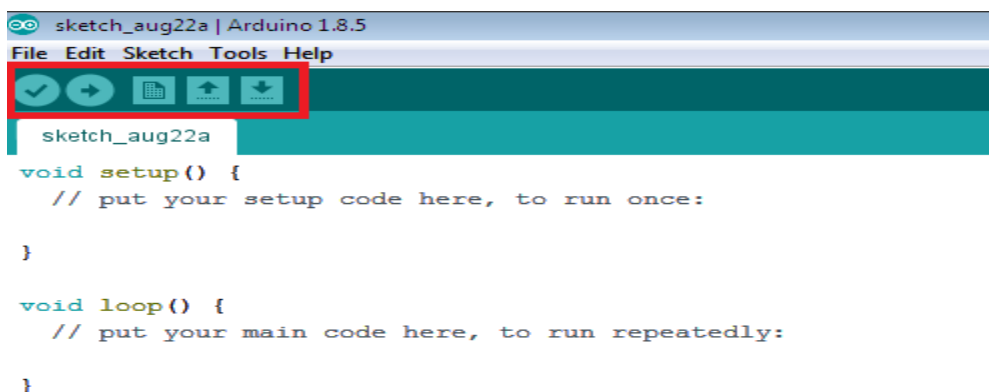 sketch_aug22a | Arduino 1.8.5
File Edit Sketch Tools Help
sketch_aug22a
void setup() {
// put your setup code here, to run once:
}
void loop() {
// put your main code here, to run repeatedly:
}